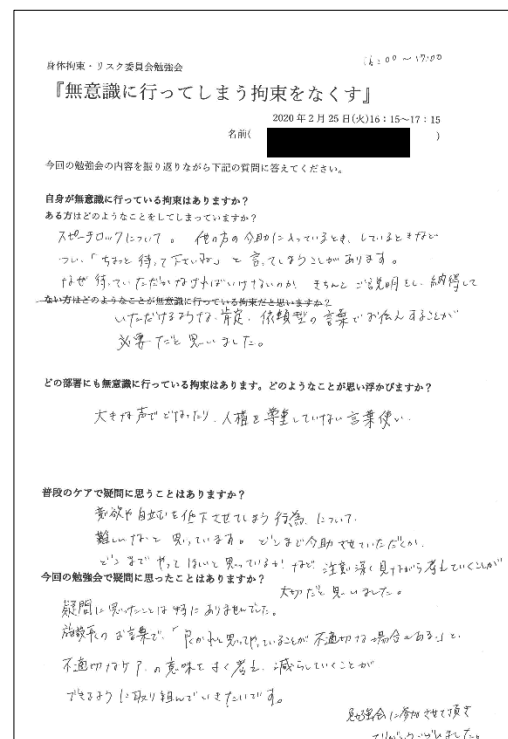 16:00～17:00
身体拘束・リスク委員会勉強会
『無意識に行ってしまう拘束をなくす』
2020年2月25日(火)16：15～17：15
名前( )
今回の勉強会の内容を振り返りながら下記の質問に答えてください。
自身が無意識に行っている拘束はありますか？
ある方はどのようなことをしてしまっていますか？
スピーチロックについて。他の方の介助に入っているとき、しているときなど
つい、「ちょっと待って下さいね」と言ってしまうことがあります。
なぜ待っていただかなければいけないのか、きちんとご説明をし、納得して
ない方はどのようなことが無意識に行っている拘束だと思いますか？
いただけるような、肯定、依頼型の言葉でお伝えすることが
必要だと思いました。
どの部署にも無意識に行っている拘束はあります。どのようなことが思い浮かびますか？
大きな声でどなったり、人権を尊重していない言葉使い。
普段のケアで疑問に思うことはありますか？
意欲や自立心を低下させてしまう行為、について、
難しいなと思っています。どこまで介助させていただくか、
どこまでやってほしいと思っているか、など注意深く見ながら考えていくことが
今回の勉強会で疑問に思ったことはありますか？
大切だと思いました。
疑問に思ったことは特にありませんでした。
施設長のお言葉で、「良かれと思ってやっていることが不適切な場合もある」と、
不適切なケア、の意味をよく考え、減らしていくことが
できるように取り組んでいきたいです。
勉強会に参加させて頂き
ありがとうございました。